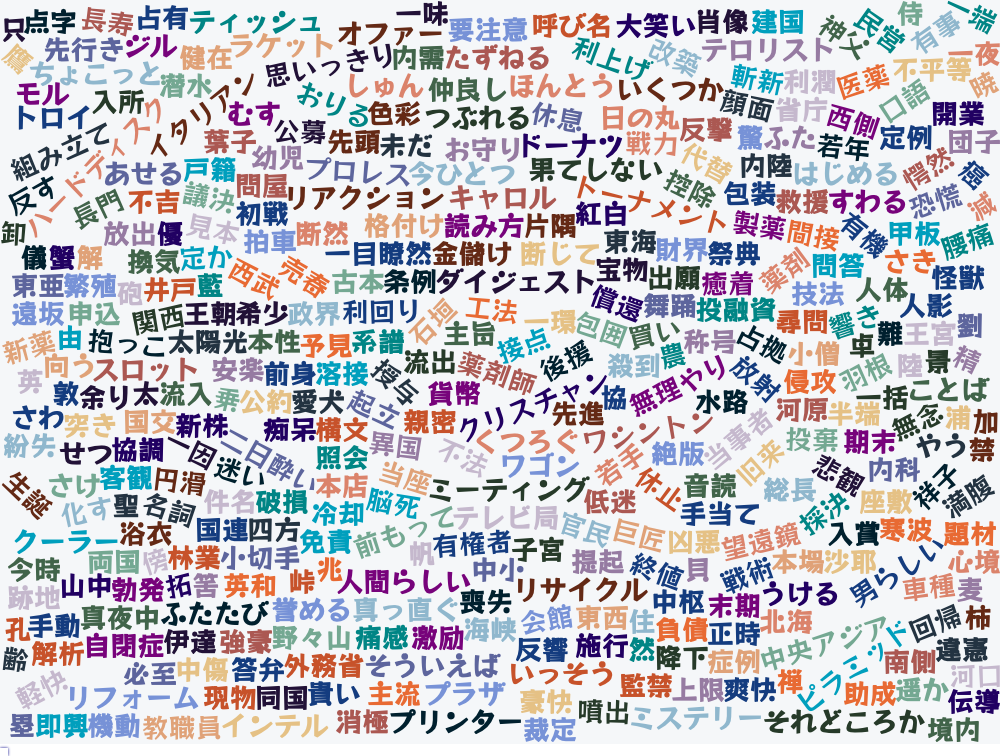 只 点字 長寿 占有 ティッシュ オファー 一味 要注意 呼び名 大笑い 肖像 建国 神父 民営 侍 有事 一端
鷹 先行き ジル 健在 ラケット 思いっきり 内需 たずねる 利上げ 改築 テロリスト 斬新 利潤 医薬 不平等 一夜 暁
ちょこっと 潜水 イタリアン おりる しゅん 仲良し ほんとう いくつか 顔面 省庁 西側 口語 開業
モル トロイ 入所 ハードディスク むす 公募 色彩 つぶれる 休息 日の丸 反撃 驚 ふた 若年 定例 団子
組み立て 葉子 幼児 先頭 未だ お守り ドーナツ 戦力 代替 内陸 はじめる 愕然 癌
反す あせる 戸籍 問屋 プロレス 今ひとつ 果てしない 控除 包装 救援 すわる 恐慌 減
卸 長門 不吉 議決 初戦 リアクション キャロル トーナメント 製薬 間接 有機 甲板 腰痛
放出 優 見本 拍車 断然 格付け 読み方 片隅 紅白
儀 蟹 解 換気 定か 西武 売春 一目瞭然 金儲け 断じて 東海 財界 祭典 薬剤 問答 さき 怪獣
東亜 繁殖 砲 井戸 藍 古本 条例 ダイジェスト 宝物 出願 癒着 技法 人体 人影
遠坂 申込 関西 王朝 希少 政界 利回り 石垣 工法 一環 償還 舞踊 投融資 尋問 響き 難 王宮 劉
新薬 由 抱っこ 太陽光 本性 予見 系譜 主旨 接点 包囲 買い 称号 占拠 小僧 卓 陸 景 精
英 向う スロット 安楽 前身 溶接 授与 流出 薬剤師 後援 殺到 農 無理やり 放射 侵攻 羽根 一括 ことば
敦 余り 太 流入 乗 公約 愛犬 起立 貨幣 クリスチャン 先進 協 水路 河原 半端 無念 浦 加
さわ 突き 国交 新株 一日 痴呆 構文 親密 異国 不法 くつろぐ ワシントン 当事者 投棄 期末 やう 禁
紛失 せつ 協調 一因 迷い 酔い 照会 ワゴン 若手 絶版 旧来 悲観 内科 祥子 満腹
生誕 さけ 客観 円滑 本店 当座 ミーティング 低迷 休止 音読 総長 採決 座敷
化す 聖 名詞 件名 破損 冷却 脳死 テレビ局 手当て 入賞 寒波 題材
クーラー 浴衣 国連 四方 免責 前もって 官民 巨匠 凶悪 望遠鏡
今時 両国 傍 林業 小切手 帆 有権者 子宮 提起 終値 貝 戦術 本場 沙耶 男らしい 心境
跡地 山中 勃発 拓 答 英和 峠 兆 人間らしい 中小 リサイクル 中枢 末期 うける 車種 麦
孔 手動 真夜中 ふたたび 誉める 真っ直ぐ 喪失 会館 東西 住 負債 正時 北海 中央アジア 回帰 柿
齢 解析 自閉症 伊達 強豪 野々山 痛感 激励 海峡 反響 施行 然 降下 症例 ピラミッド 南側 違憲
軽快 必至 中傷 答弁 外務省 そういえば いっそう 監禁 上限 爽快 禅 助成 遥か 河口
リフォーム 現物 同国 貴い 主流 プラザ 豪快 噴出 伝導
塁 即興 機動 教職員 インテル 消極 プリンター 裁定 ミステリー それどころか 境内